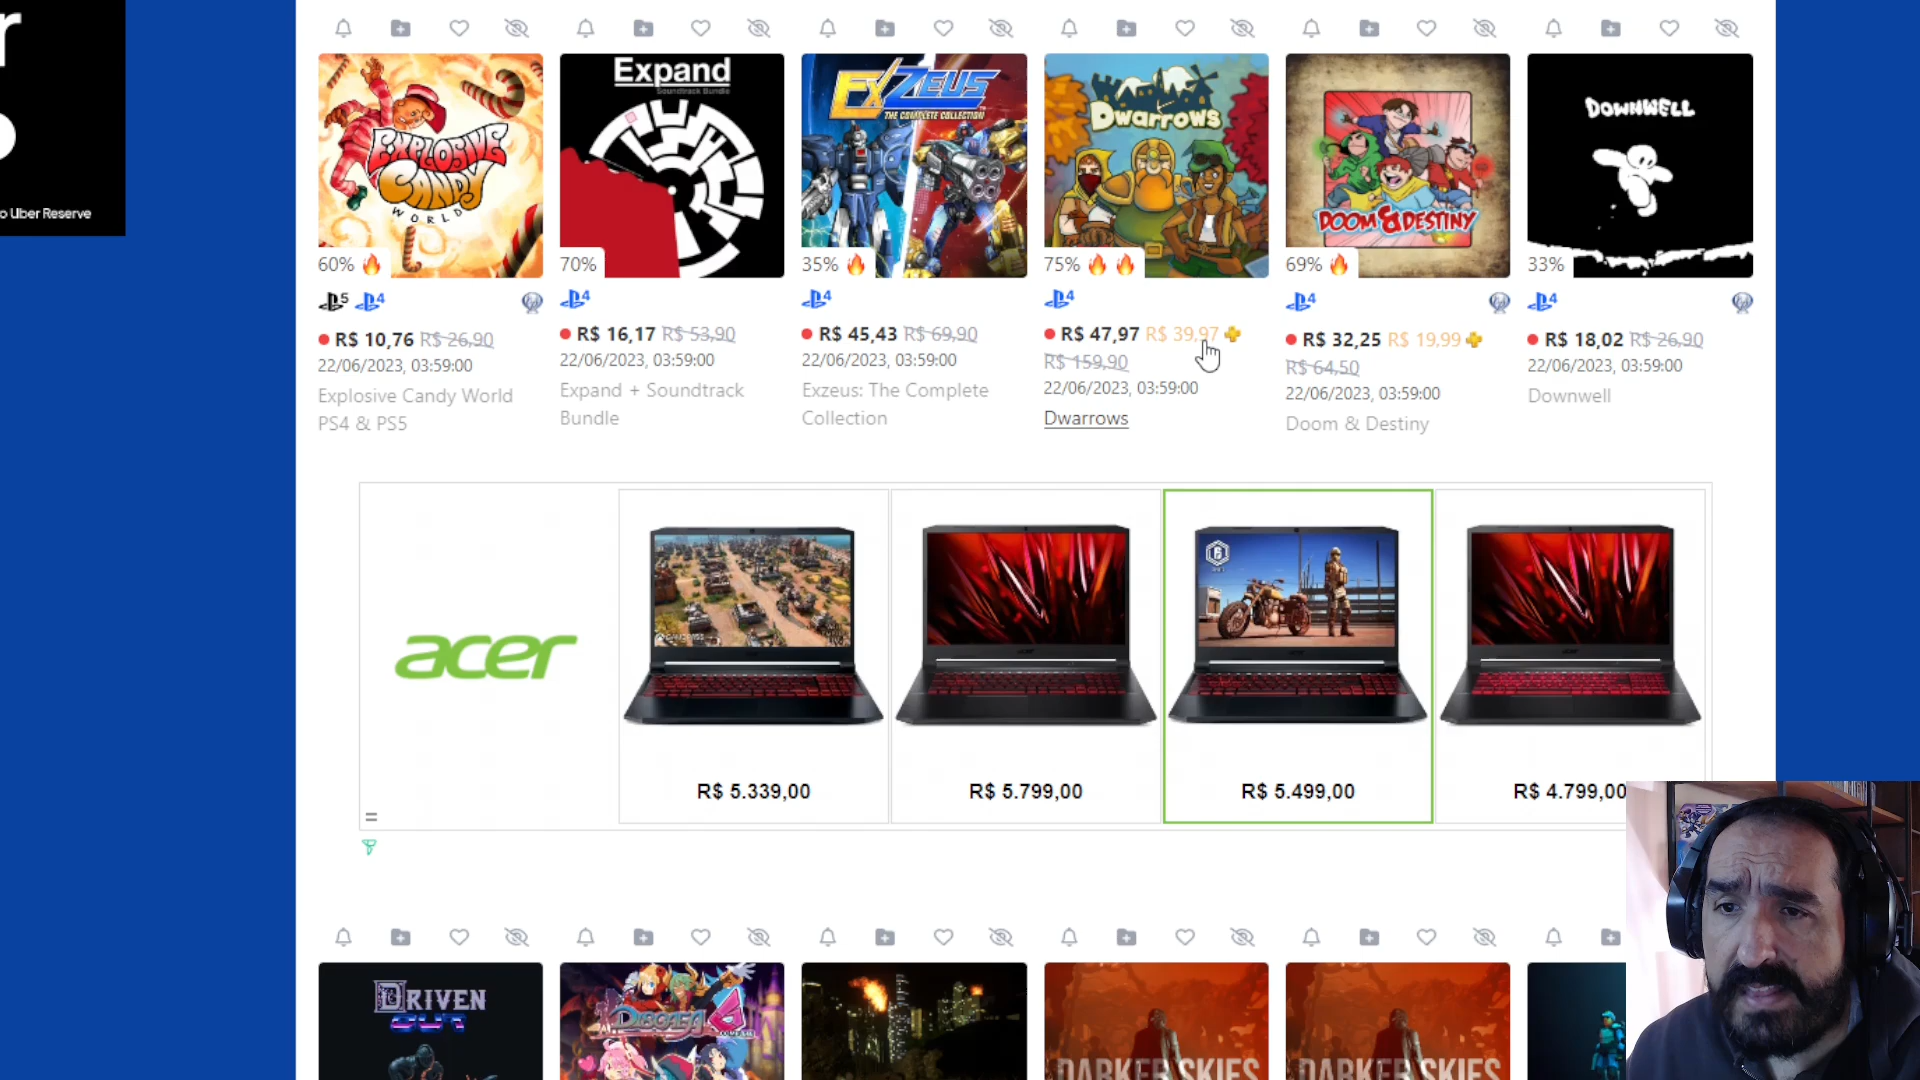 o Uber Reserve
EXPLOSIVE
CANDY
WORLD
60%
R$ 10,76 R$ 26,90
22/06/2023, 03:59:00
Explosive Candy World
PS4 & PS5
Expand
Soundtrack Bundle
70%
R$ 16,17 R$ 53,90
22/06/2023, 03:59:00
Expand + Soundtrack
Bundle
EXZEUS
THE COMPLETE COLLECTION
35%
R$ 45,43 R$ 69,90
22/06/2023, 03:59:00
Exzeus: The Complete
Collection
Dwarrows
75%
R$ 47,97 R$ 39,97
R$ 159,90
22/06/2023, 03:59:00
Dwarrows
DOOM & DESTINY
69%
R$ 32,25 R$ 19,99
R$ 64,50
22/06/2023, 03:59:00
Doom & Destiny
DOWNWELL
33%
R$ 18,02 R$ 26,90
22/06/2023, 03:59:00
Downwell
acer
R$ 5.339,00
R$ 5.799,00
R$ 5.499,00
R$ 4.799,00
DRIVEN
OUT
DISGAEA 6
DARKER SKIES
DARKER SKIES